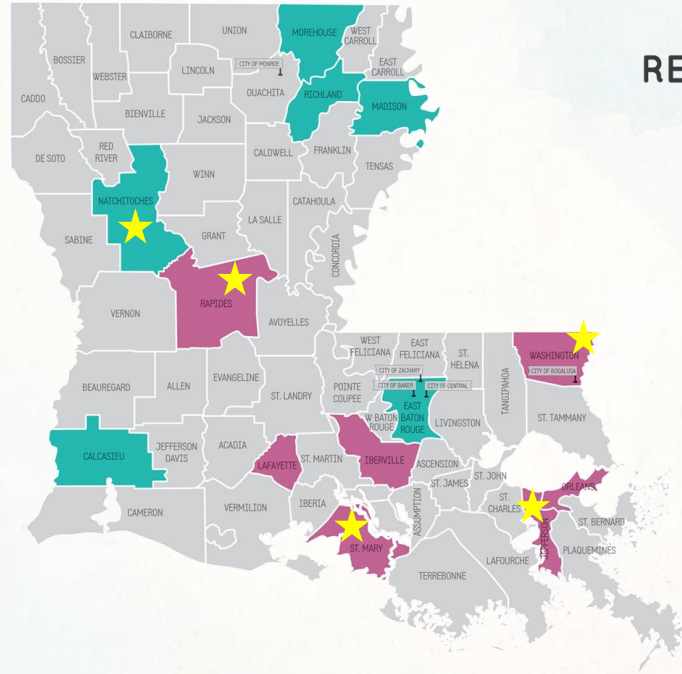 RE
BOSSIER
CLAIBORNE
UNION
MOREHOUSE
WEST
CARROLL
EAST
CARROLL
WEBSTER
LINCOLN
CITY OF MONROE
OUACHITA
RICHLAND
MADISON
CADDO
BIENVILLE
JACKSON
DE SOTO
RED
RIVER
CALDWELL
FRANKLIN
TENSAS
WINN
NATCHITOCHES
LA SALLE
CATAHOULA
SABINE
GRANT
CONCORDIA
RAPIDES
VERNON
AVOYELLES
WEST
FELICIANA
EAST
FELICIANA
ST.
HELENA
WASHINGTON
CITY OF ZACHARY
CITY OF BOGALUSA
CITY OF BAKER
CITY OF CENTRAL
BEAUREGARD
ALLEN
EVANGELINE
ST. LANDRY
POINTE
COUPEE
TANGIPAHOA
W BATON
ROUGE
EAST
BATON
ROUGE
LIVINGSTON
ST. TAMMANY
CALCASIEU
JEFFERSON
DAVIS
ACADIA
LAFAYETTE
ST. MARTIN
IBERVILLE
ASCENSION
ST. JOHN
ST. JAMES
ORLEANS
CAMERON
VERMILION
IBERIA
ASSUMPTION
ST.
CHARLES
ST. BERNARD
ST. MARY
JEFFERSON
PLAQUEMINES
LAFOURCHE
TERREBONNE